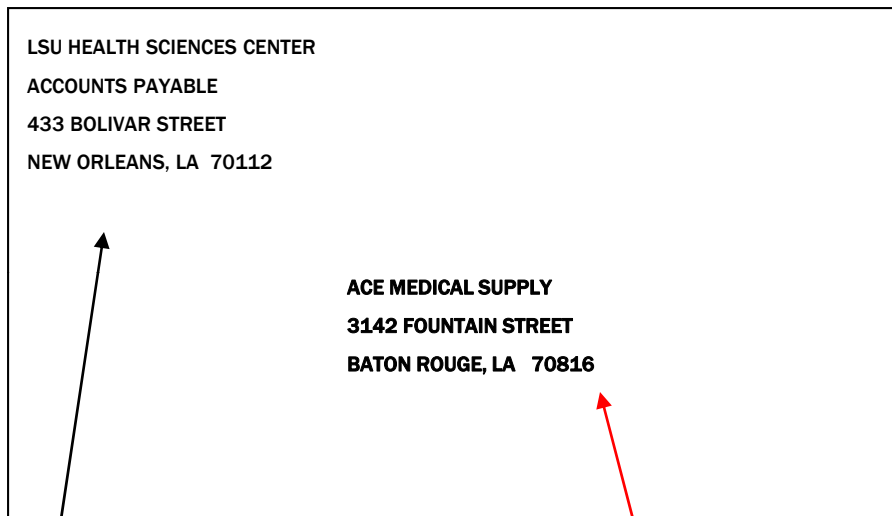 LSU HEALTH SCIENCES CENTER
ACCOUNTS PAYABLE
433 BOLIVAR STREET
NEW ORLEANS, LA  70112
ACE MEDICAL SUPPLY
3142 FOUNTAIN STREET
BATON ROUGE, LA   70816